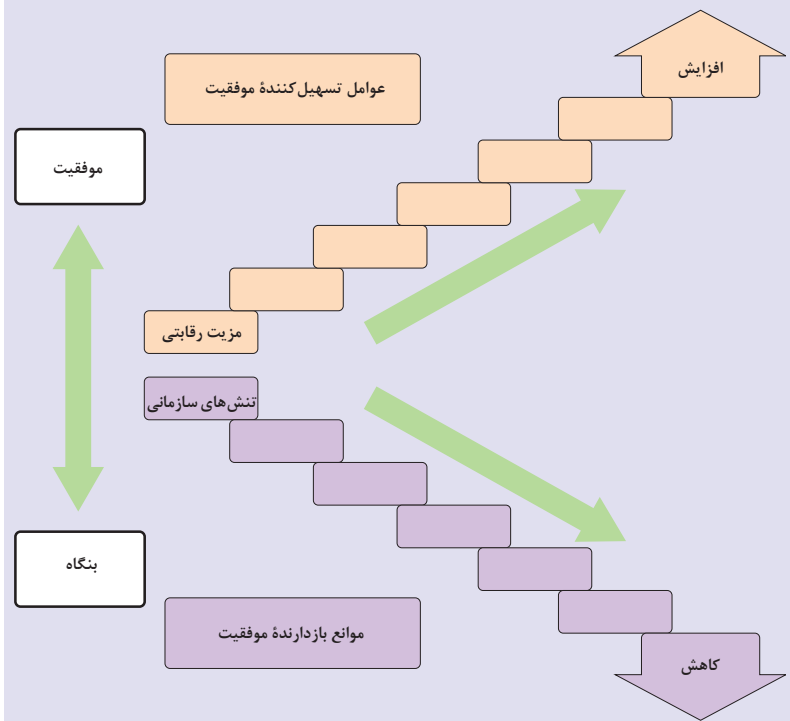 افزایش
عوامل تسهیل‌کنندهٔ موفقیت
موفقیت
مزیت رقابتی
تنش‌های سازمانی
بنگاه
موانع بازدارندهٔ موفقیت
کاهش